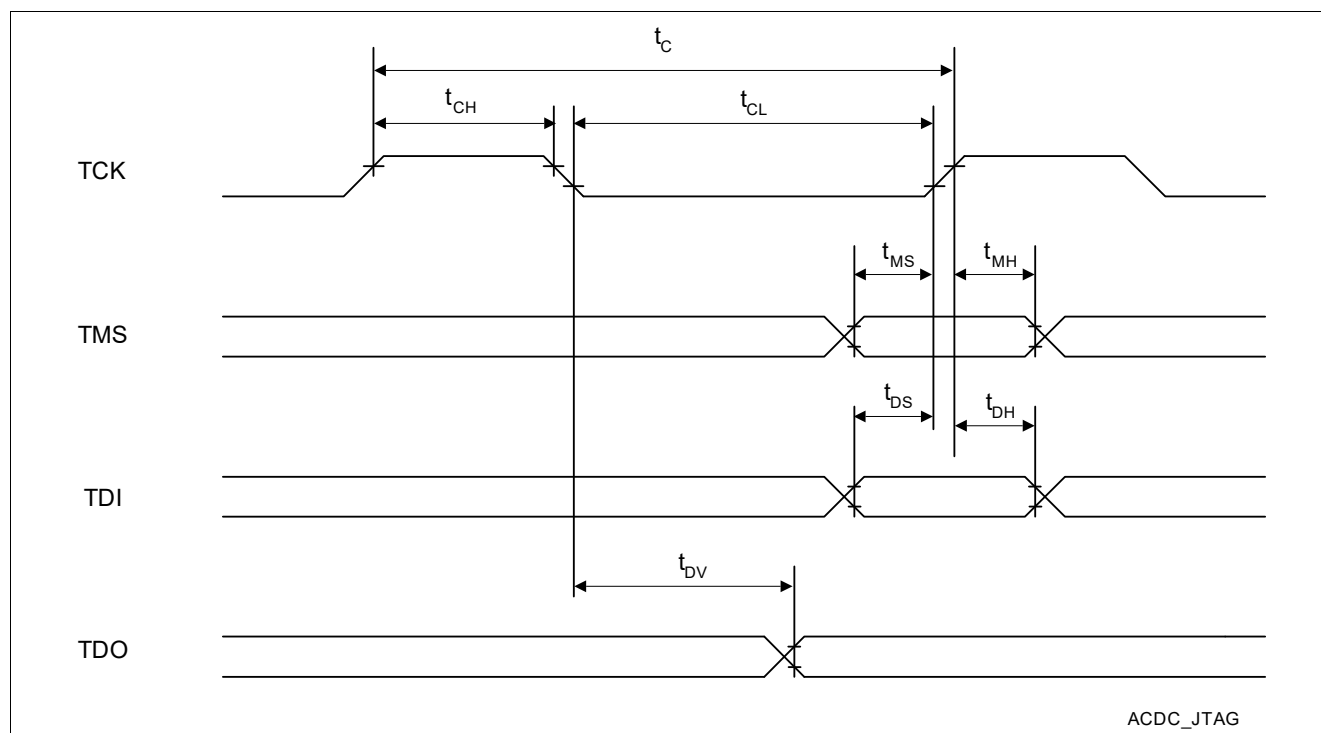 t_C
t_CH
t_CL
TCK
t_MS
t_MH
TMS
t_DS
t_DH
TDI
t_DV
TDO
ACDC_JTAG